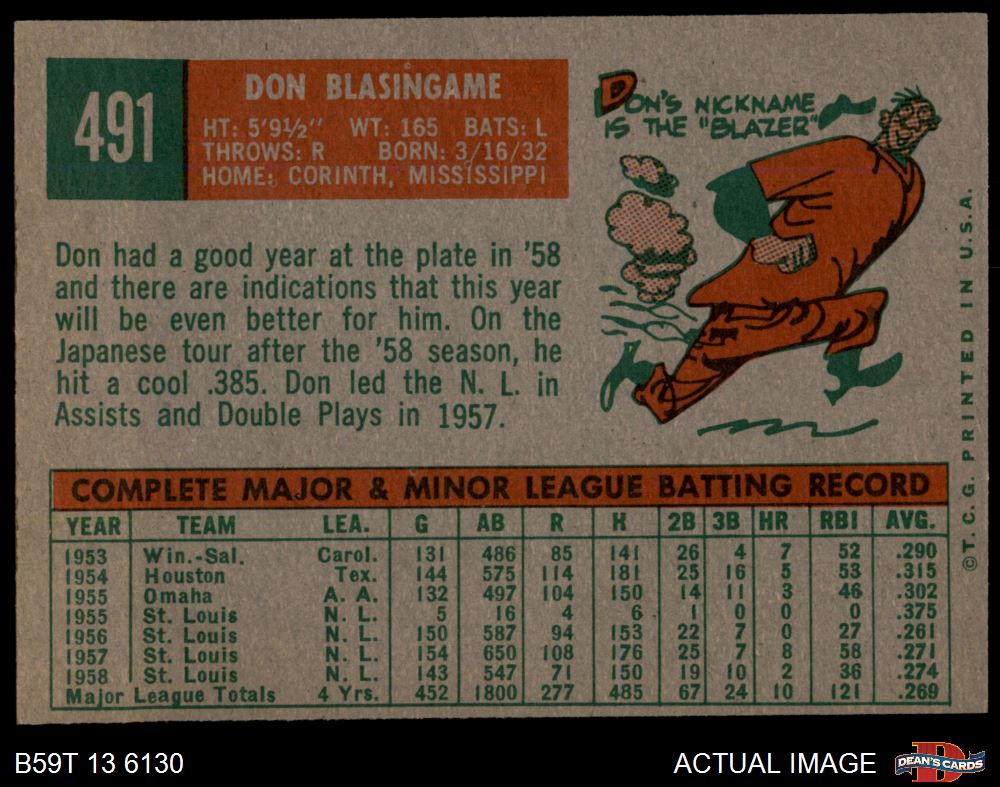 491
DON BLASINGAME
HT: 5'9½" WT: 165 BATS: L
THROWS: R BORN: 3/16/32
HOME: CORINTH, MISSISSIPPI
DON'S NICKNAME
IS THE "BLAZER"
Don had a good year at the plate in '58
and there are indications that this year
will be even better for him. On the
Japanese tour after the '58 season, he
hit a cool .385. Don led the N. L. in
Assists and Double Plays in 1957.
COMPLETE MAJOR & MINOR LEAGUE BATTING RECORD
YEAR TEAM LEA. G AB R H 2B 3B HR RBI AVG.
1953 Win.-Sal. Carol. 131 486 85 141 26 4 7 52 .290
1954 Houston Tex. 144 575 114 181 25 16 5 53 .315
1955 Omaha A. A. 132 497 104 150 14 11 3 46 .302
1955 St. Louis N. L. 5 16 4 6 1 0 0 0 .375
1956 St. Louis N. L. 150 587 94 153 22 7 0 27 .261
1957 St. Louis N. L. 154 650 108 176 25 7 8 58 .271
1958 St. Louis N. L. 143 547 71 150 19 10 2 36 .274
Major League Totals 4 Yrs. 452 1800 277 485 67 24 10 121 .269
©T. C. G. PRINTED IN U.S.A.
B59T 13 6130
ACTUAL IMAGE
DEAN'S CARDS